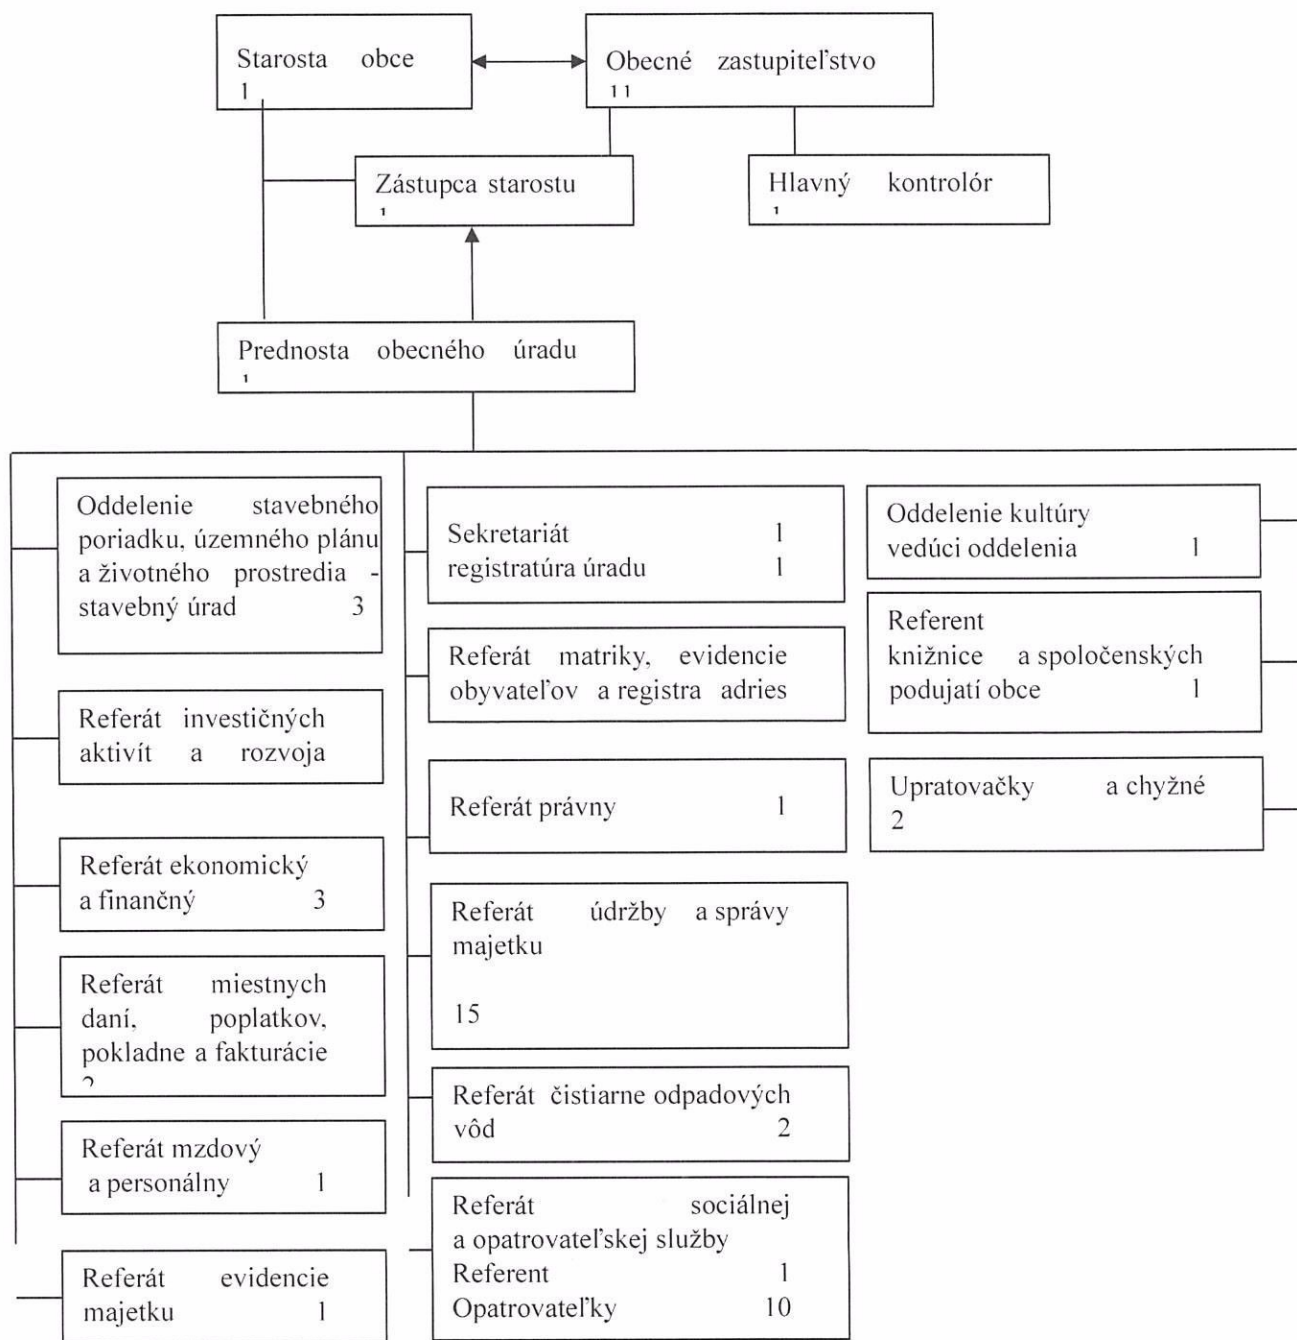 Starosta obce
1
Obecné zastupiteľstvo
11
Zástupca starostu
1
Hlavný kontrolór
1
Prednosta obecného úradu
1
Oddelenie stavebného
poriadku, územného plánu
a životného prostredia -
stavebný úrad 3
Referát investičných
aktivít a rozvoja
Referát ekonomický
a finančný 3
Referát miestnych
daní, poplatkov,
pokladne a fakturácie
Referát mzdový
a personálny 1
Referát evidencie
majetku 1
Sekretariát 1
registratúra úradu 1
Referát matriky, evidencie
obyvateľov a registra adries
Referát právny 1
Referát údržby a správy
majetku
15
Referát čistiarne odpadových
vôd 2
Referát sociálnej
a opatrovateľskej služby
Referent 1
Opatrovateľky 10
Oddelenie kultúry
vedúci oddelenia 1
Referent
knižnice a spoločenských
podujatí obce 1
Upratovačky a chyžné
2